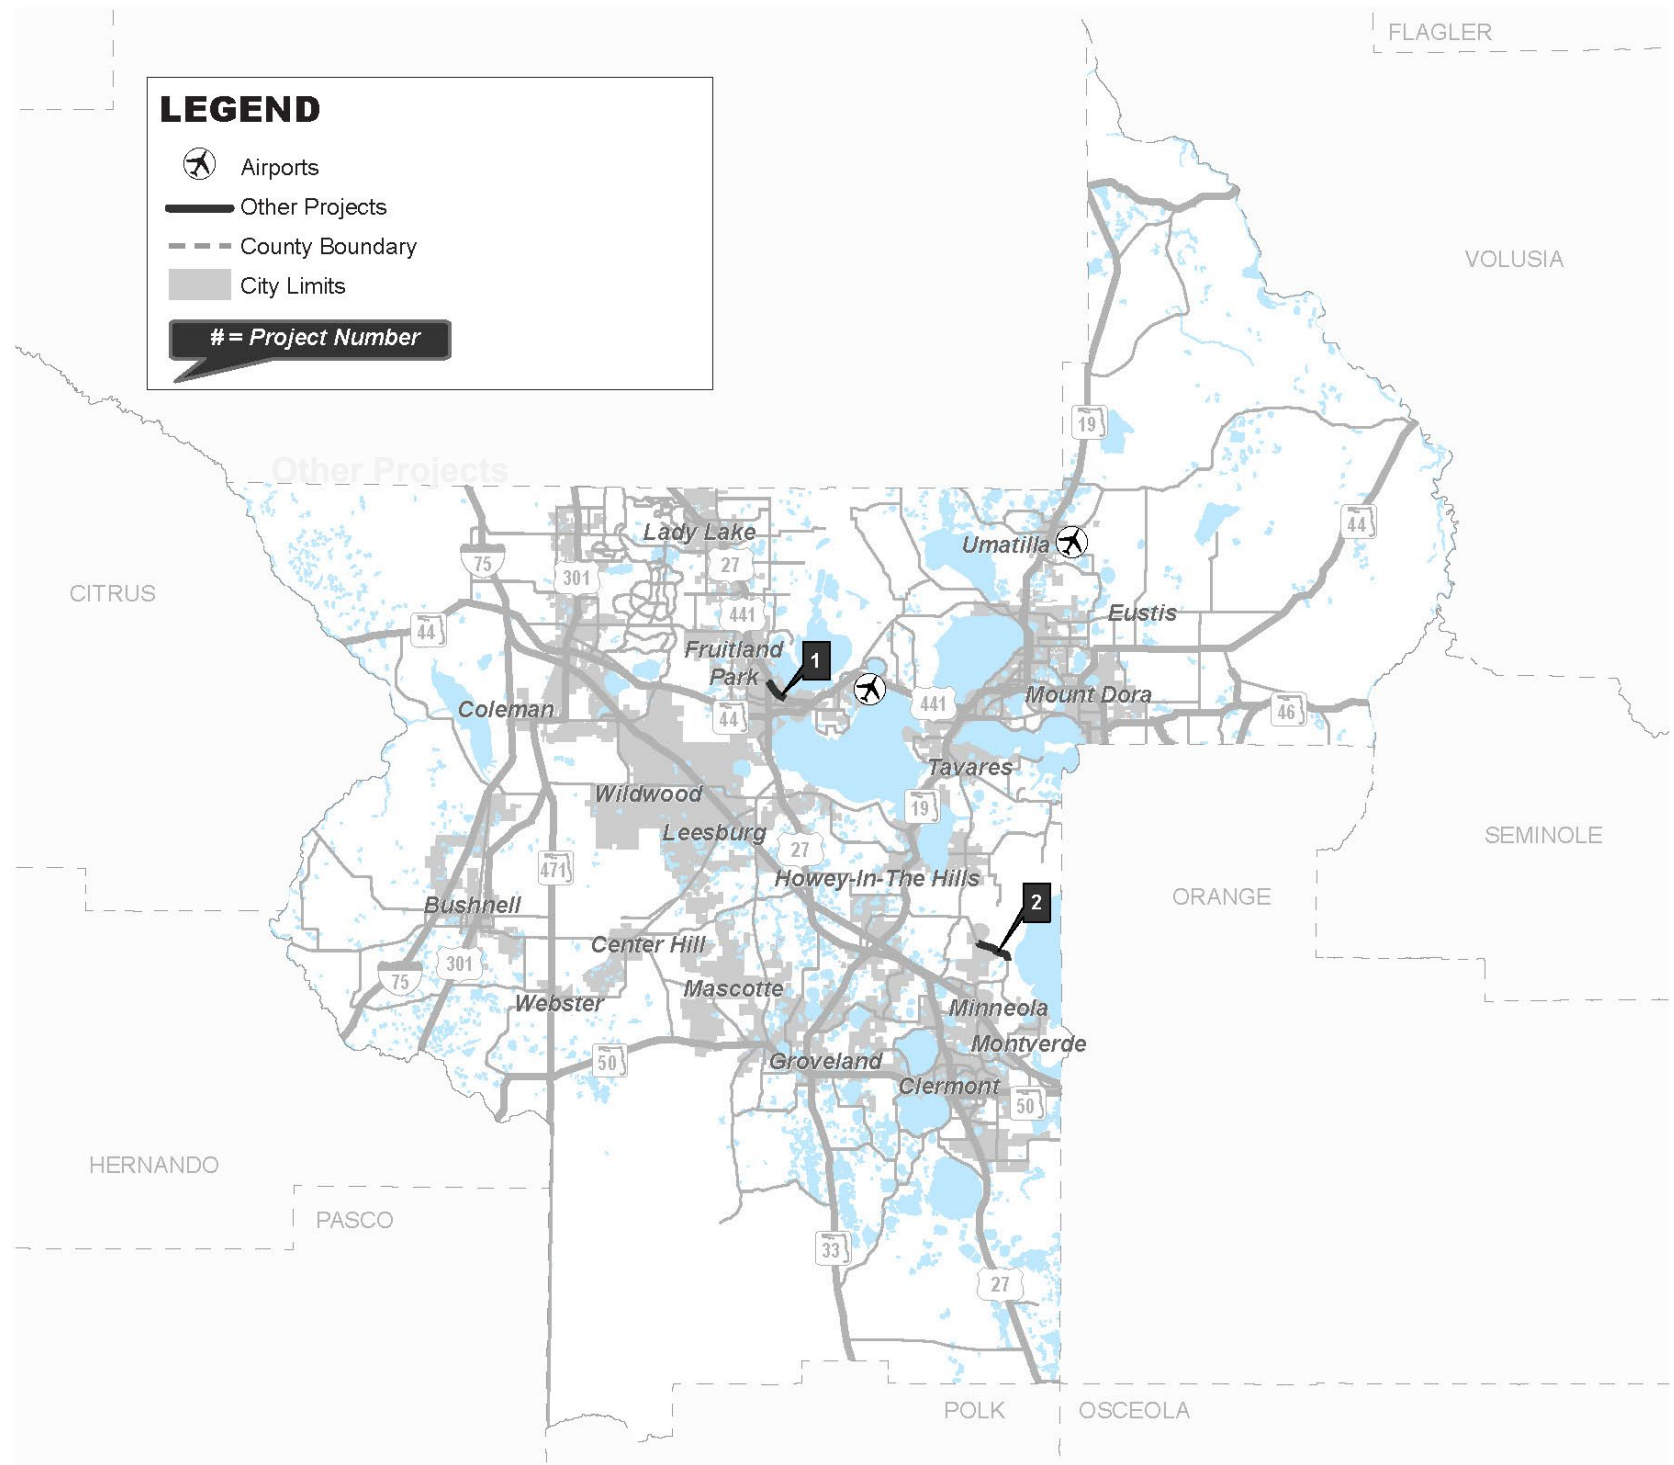 FLAGLER
LEGEND
Airports
Other Projects
County Boundary
City Limits
# = Project Number
VOLUSIA
19
Other Projects
44
Lady Lake
Umatilla
75
27
301
CITRUS
441
Eustis
44
Fruitland
Park
1
441
Mount Dora
Coleman
44
46
Tavares
Wildwood
19
Leesburg
SEMINOLE
27
471
Howey-In-The Hills
ORANGE
2
Bushnell
Center Hill
301
75
Mascotte
Webster
Minneola
Montverde
50
Groveland
Clermont
50
HERNANDO
PASCO
33
27
POLK
OSCEOLA